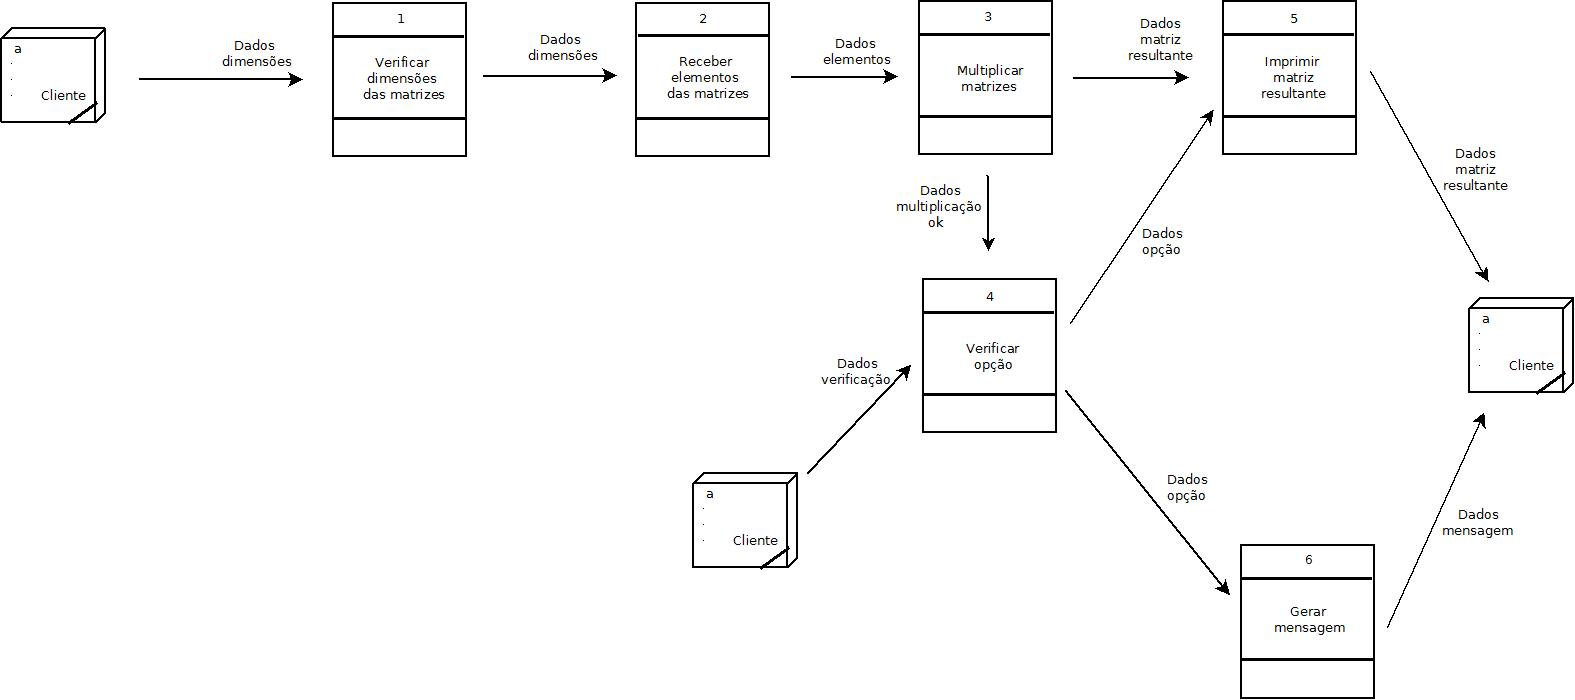 a
Cliente
Dados
dimensões
1
Verificar
dimensões
das matrizes
Dados
dimensões
2
Receber
elementos
das matrizes
Dados
elementos
3
Multiplicar
matrizes
Dados
matriz
resultante
5
Imprimir
matriz
resultante
Dados
matriz
resultante
Dados
multiplicação
ok
Dados
opção
4
Verificar
opção
a
Cliente
Dados
verificação
a
Cliente
Dados
opção
Dados
mensagem
6
Gerar
mensagem